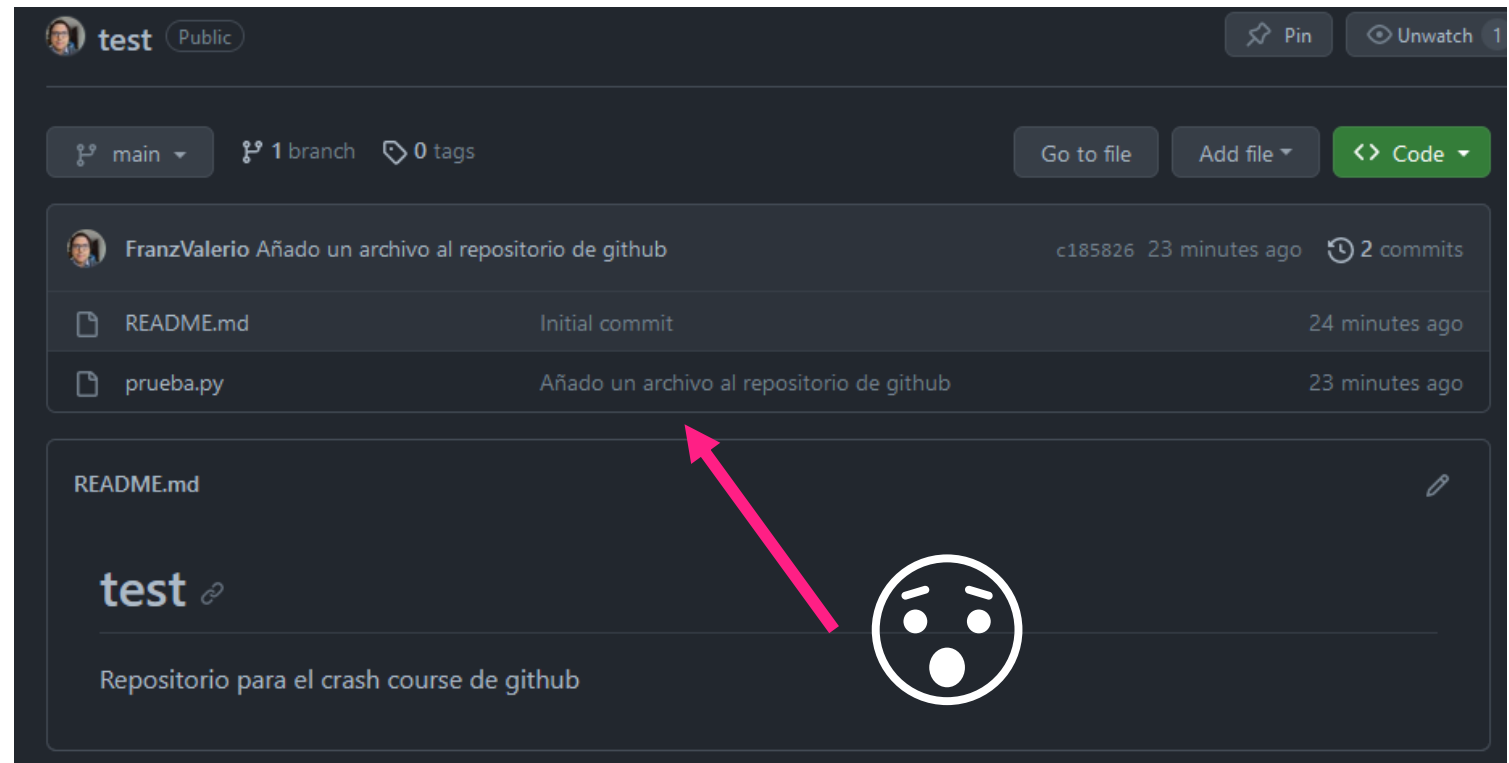 test Public Pin Unwatch 1
main 1 branch 0 tags Go to file Add file Code
FranzValerio Añado un archivo al repositorio de github c185826 23 minutes ago 2 commits
README.md Initial commit 24 minutes ago
prueba.py Añado un archivo al repositorio de github 23 minutes ago
README.md
test
Repositorio para el crash course de github